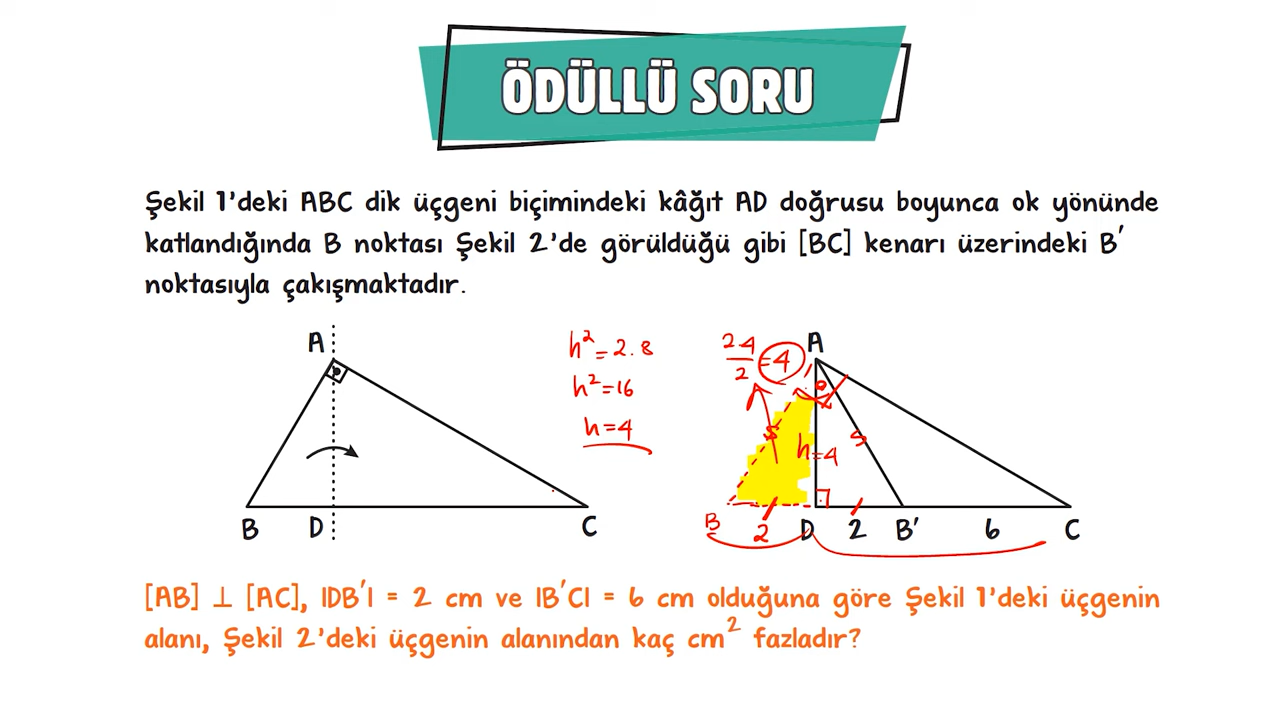 ÖDÜLLÜ SORU
Şekil 1'deki ABC dik üçgeni biçimindeki kâğıt AD doğrusu boyunca ok yönünde
katlandığında B noktası Şekil 2'de görüldüğü gibi [BC] kenarı üzerindeki B′
noktasıyla çakışmaktadır.
A
B D C
h² = 2.8
h² = 16
h = 4
2.4
2
= 4
A
h = 4
B 2 D 2 B′ 6 C
[AB] ⊥ [AC], |DB′| = 2 cm ve |B′C| = 6 cm olduğuna göre Şekil 1'deki üçgenin
alanı, Şekil 2'deki üçgenin alanından kaç cm² fazladır?